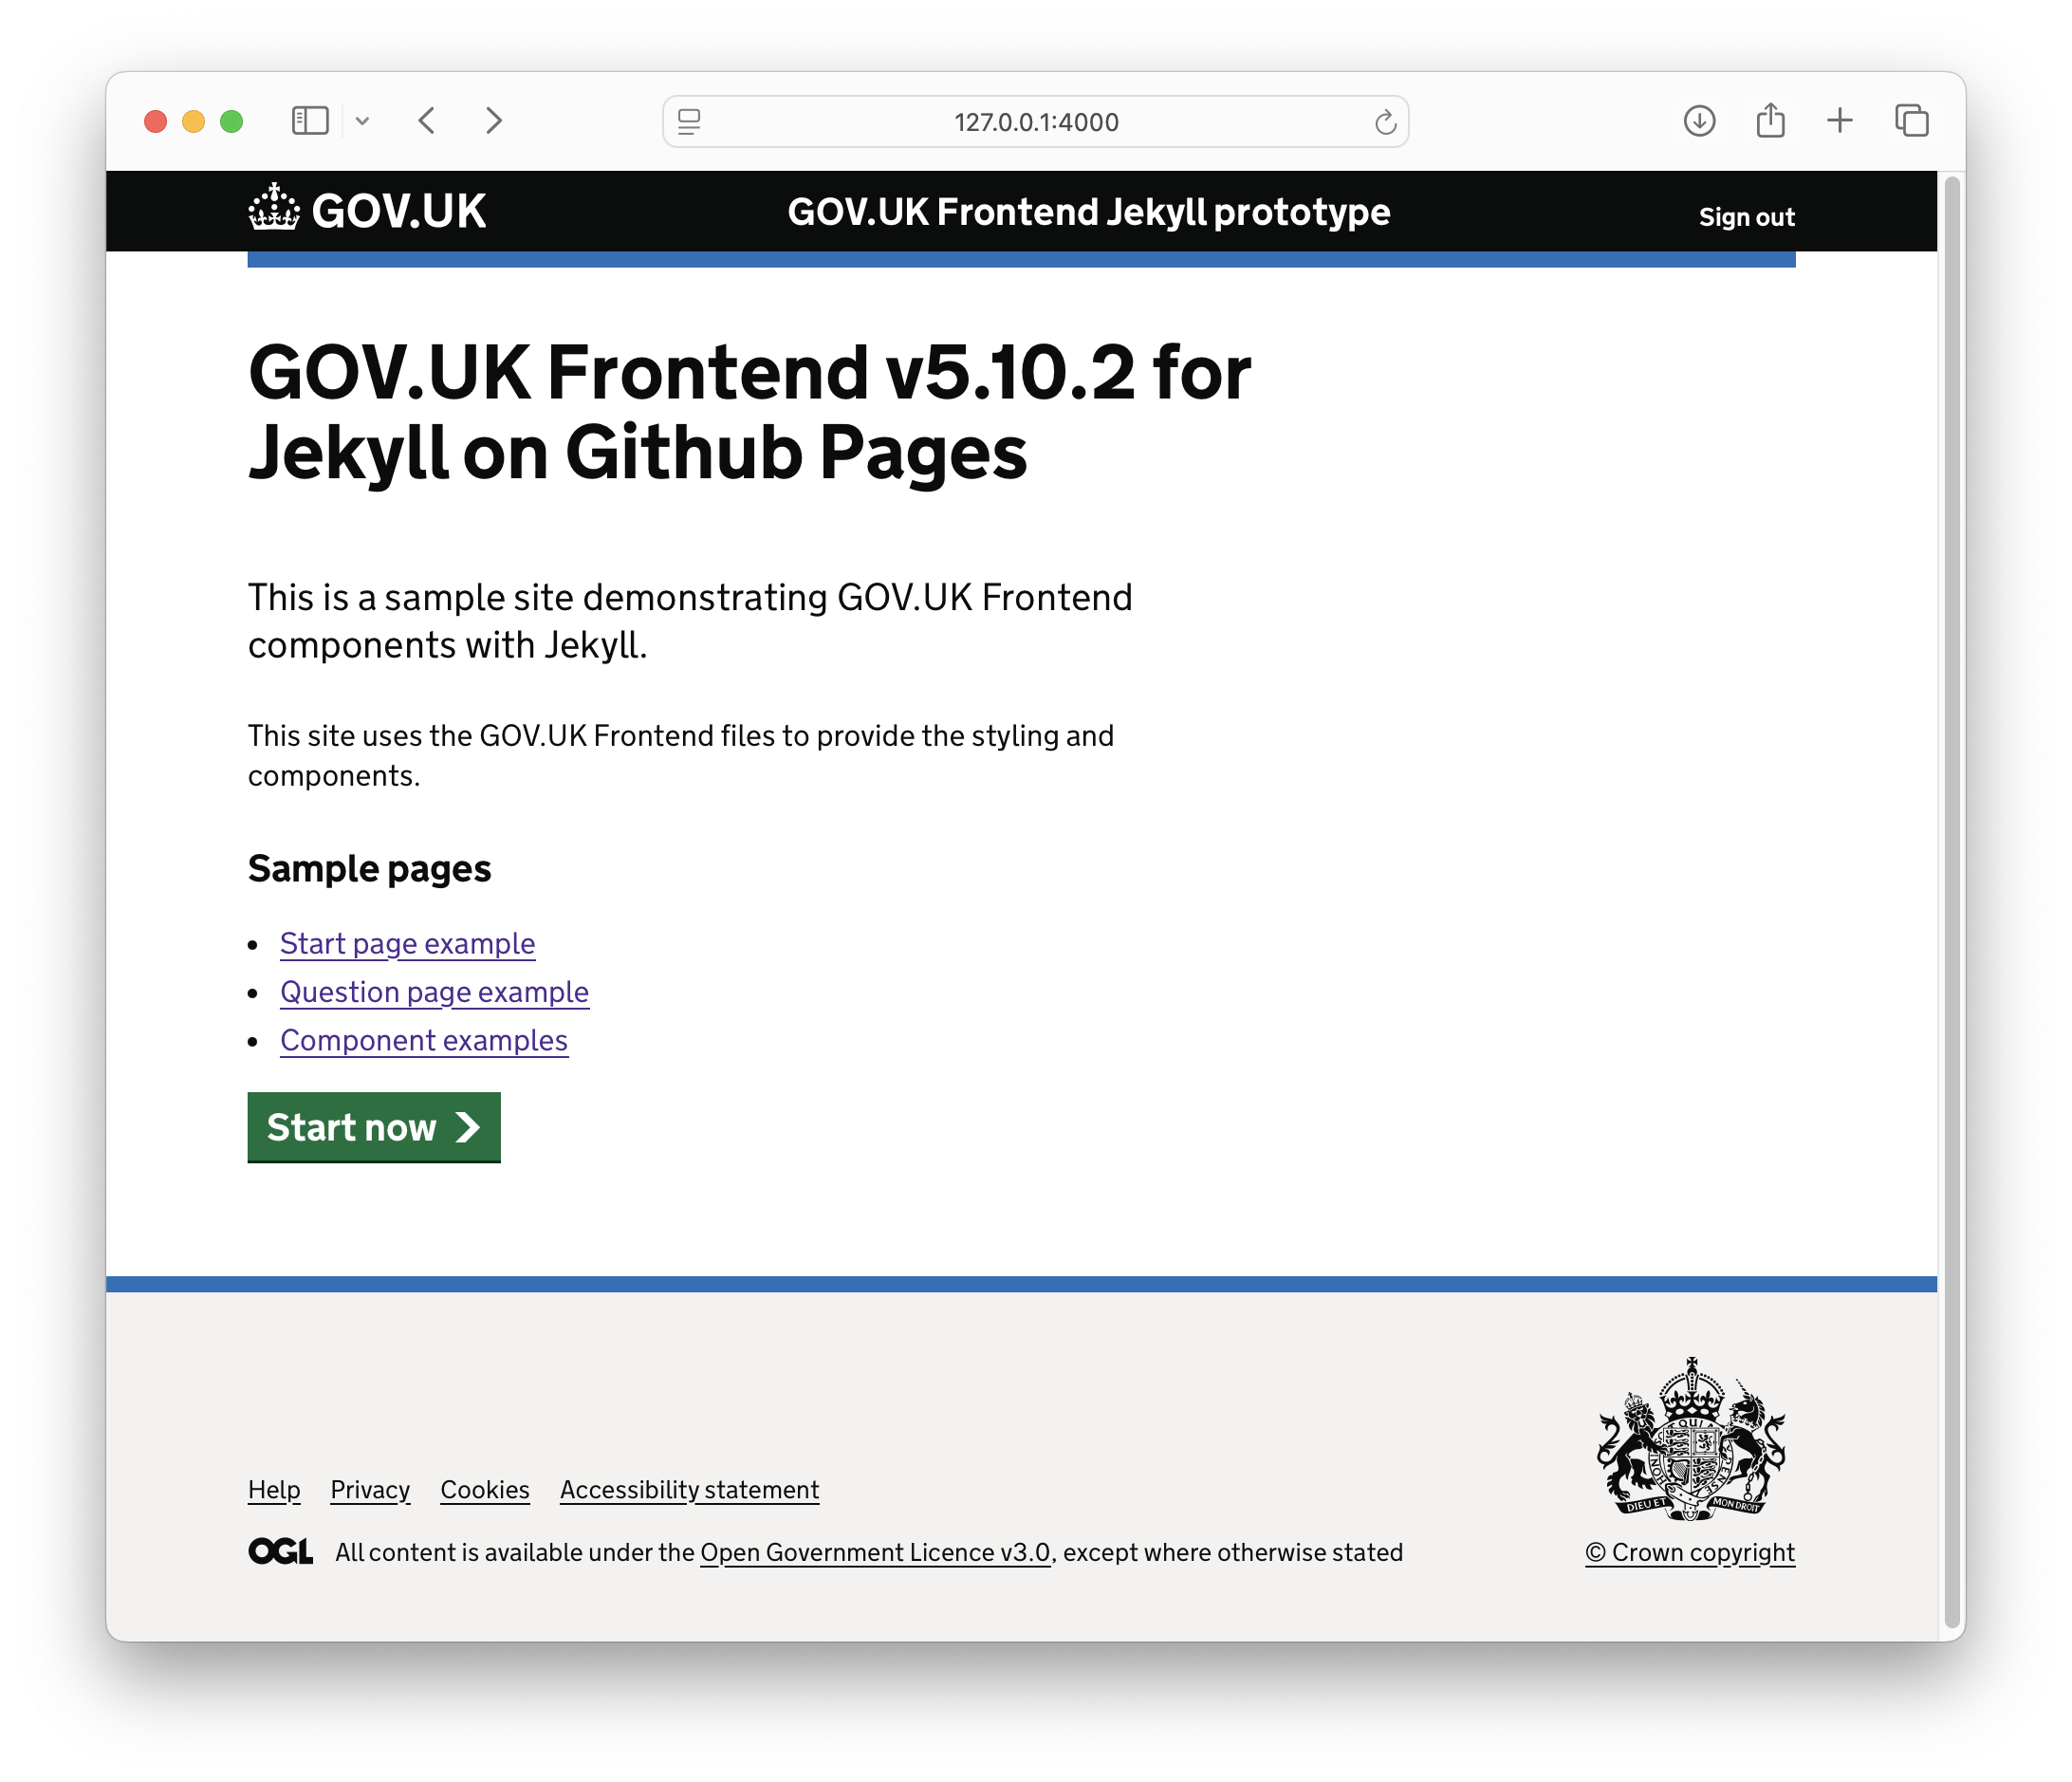 127.0.0.1:4000
GOV.UK GOV.UK Frontend Jekyll prototype Sign out
GOV.UK Frontend v5.10.2 for
Jekyll on Github Pages
This is a sample site demonstrating GOV.UK Frontend
components with Jekyll.
This site uses the GOV.UK Frontend files to provide the styling and
components.
Sample pages
Start page example
Question page example
Component examples
Start now
Help Privacy Cookies Accessibility statement
DIEU ET MON DROIT
OGL All content is available under the Open Government Licence v3.0, except where otherwise stated
© Crown copyright